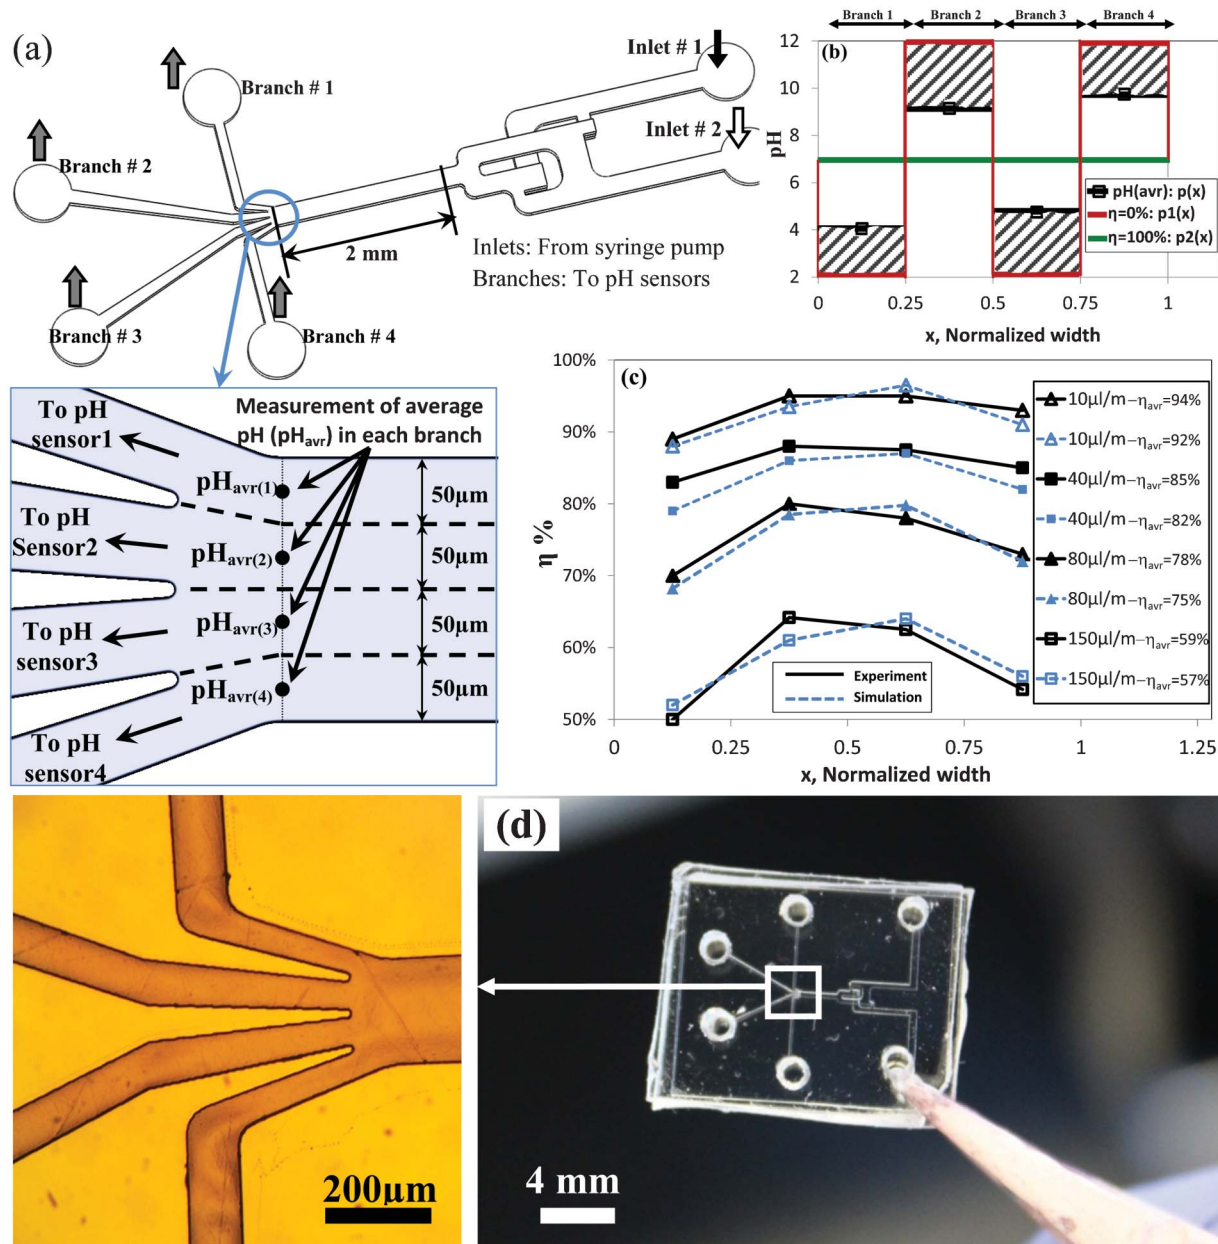 (a)
Inlet # 1
Inlet # 2
Branch # 1
Branch # 2
Branch # 3
Branch # 4
2 mm
Inlets: From syringe pump
Branches: To pH sensors
Branch 1
Branch 2
Branch 3
Branch 4
(b)
12
10
8
6
4
2
pH
pH(avr): p(x)
η=0%: p1(x)
η=100%: p2(x)
0
0.25
0.5
0.75
1
x, Normalized width
To pH
sensor1
To pH
Sensor2
To pH
sensor3
To pH
sensor4
Measurement of average
pH (pHavr) in each branch
pHavr(1)
pHavr(2)
pHavr(3)
pHavr(4)
50μm
50μm
50μm
50μm
(c)
100%
90%
80%
70%
60%
50%
η %
10μl/m−ηavr=94%
10μl/m−ηavr=92%
40μl/m−ηavr=85%
40μl/m−ηavr=82%
80μl/m−ηavr=78%
80μl/m−ηavr=75%
150μl/m−ηavr=59%
150μl/m−ηavr=57%
Experiment
Simulation
0
0.25
0.5
0.75
1
1.25
x, Normalized width
200μm
(d)
4 mm